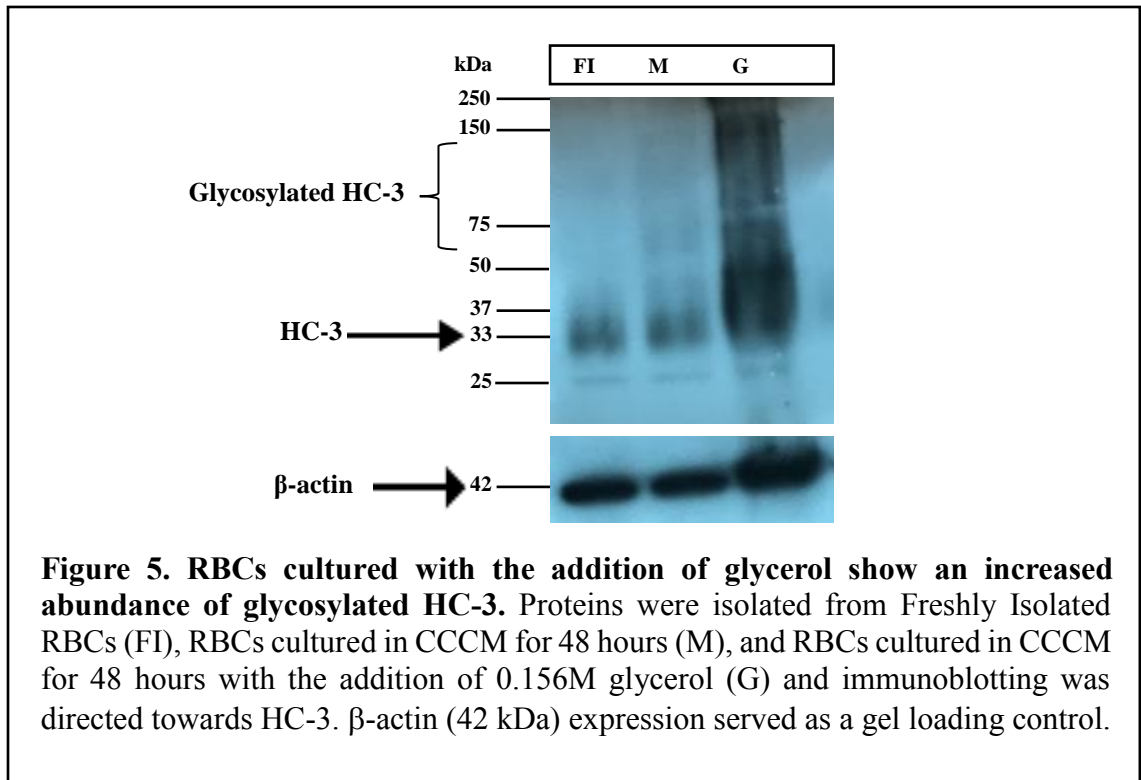 kDa FI M G
250
150
Glycosylated HC-3
75
50
37
HC-3 33
25
β-actin 42
Figure 5. RBCs cultured with the addition of glycerol show an increased
abundance of glycosylated HC-3. Proteins were isolated from Freshly Isolated
RBCs (FI), RBCs cultured in CCCM for 48 hours (M), and RBCs cultured in CCCM
for 48 hours with the addition of 0.156M glycerol (G) and immunoblotting was
directed towards HC-3. β-actin (42 kDa) expression served as a gel loading control.